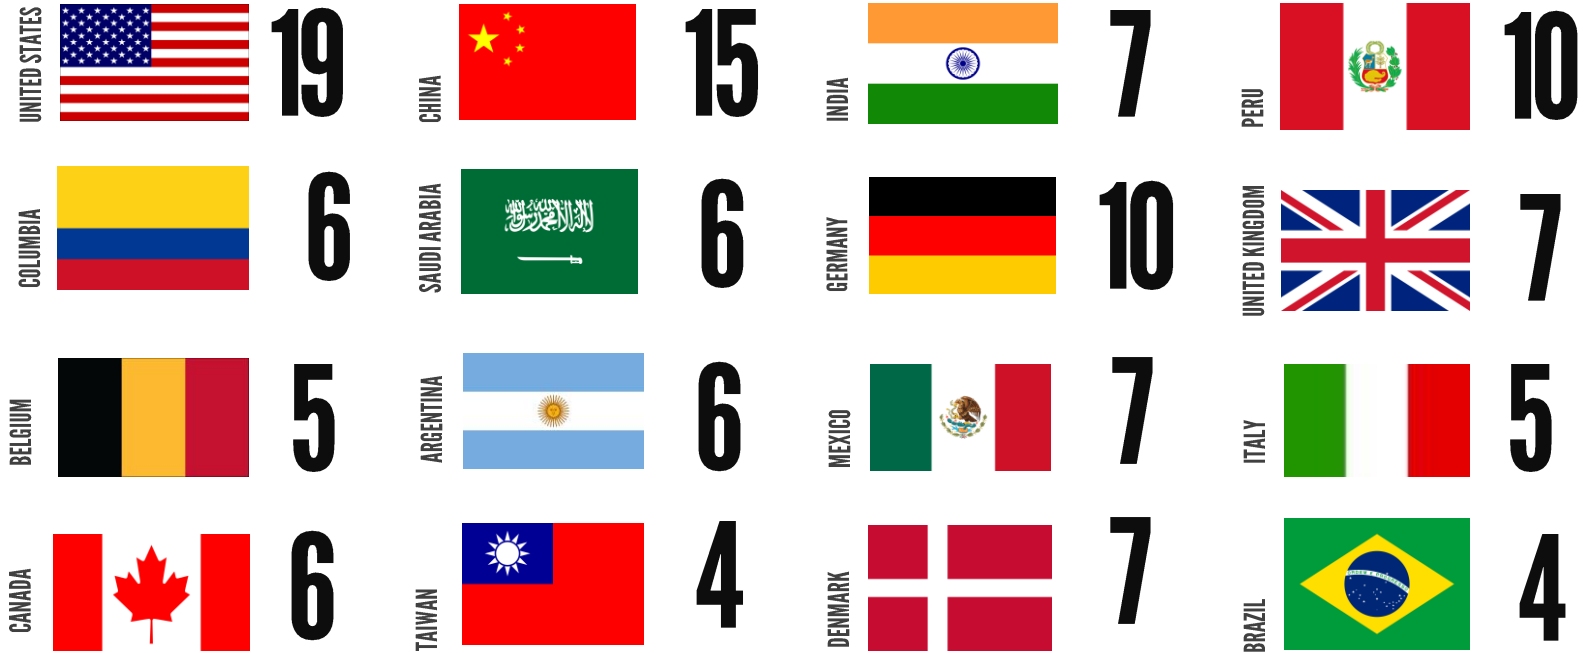 UNITED STATES
19
CHINA
15
INDIA
7
PERU
10
COLUMBIA
6
SAUDI ARABIA
6
GERMANY
10
UNITED KINGDOM
7
BELGIUM
5
ARGENTINA
6
MEXICO
7
ITALY
5
CANADA
6
TAIWAN
4
DENMARK
7
BRAZIL
4